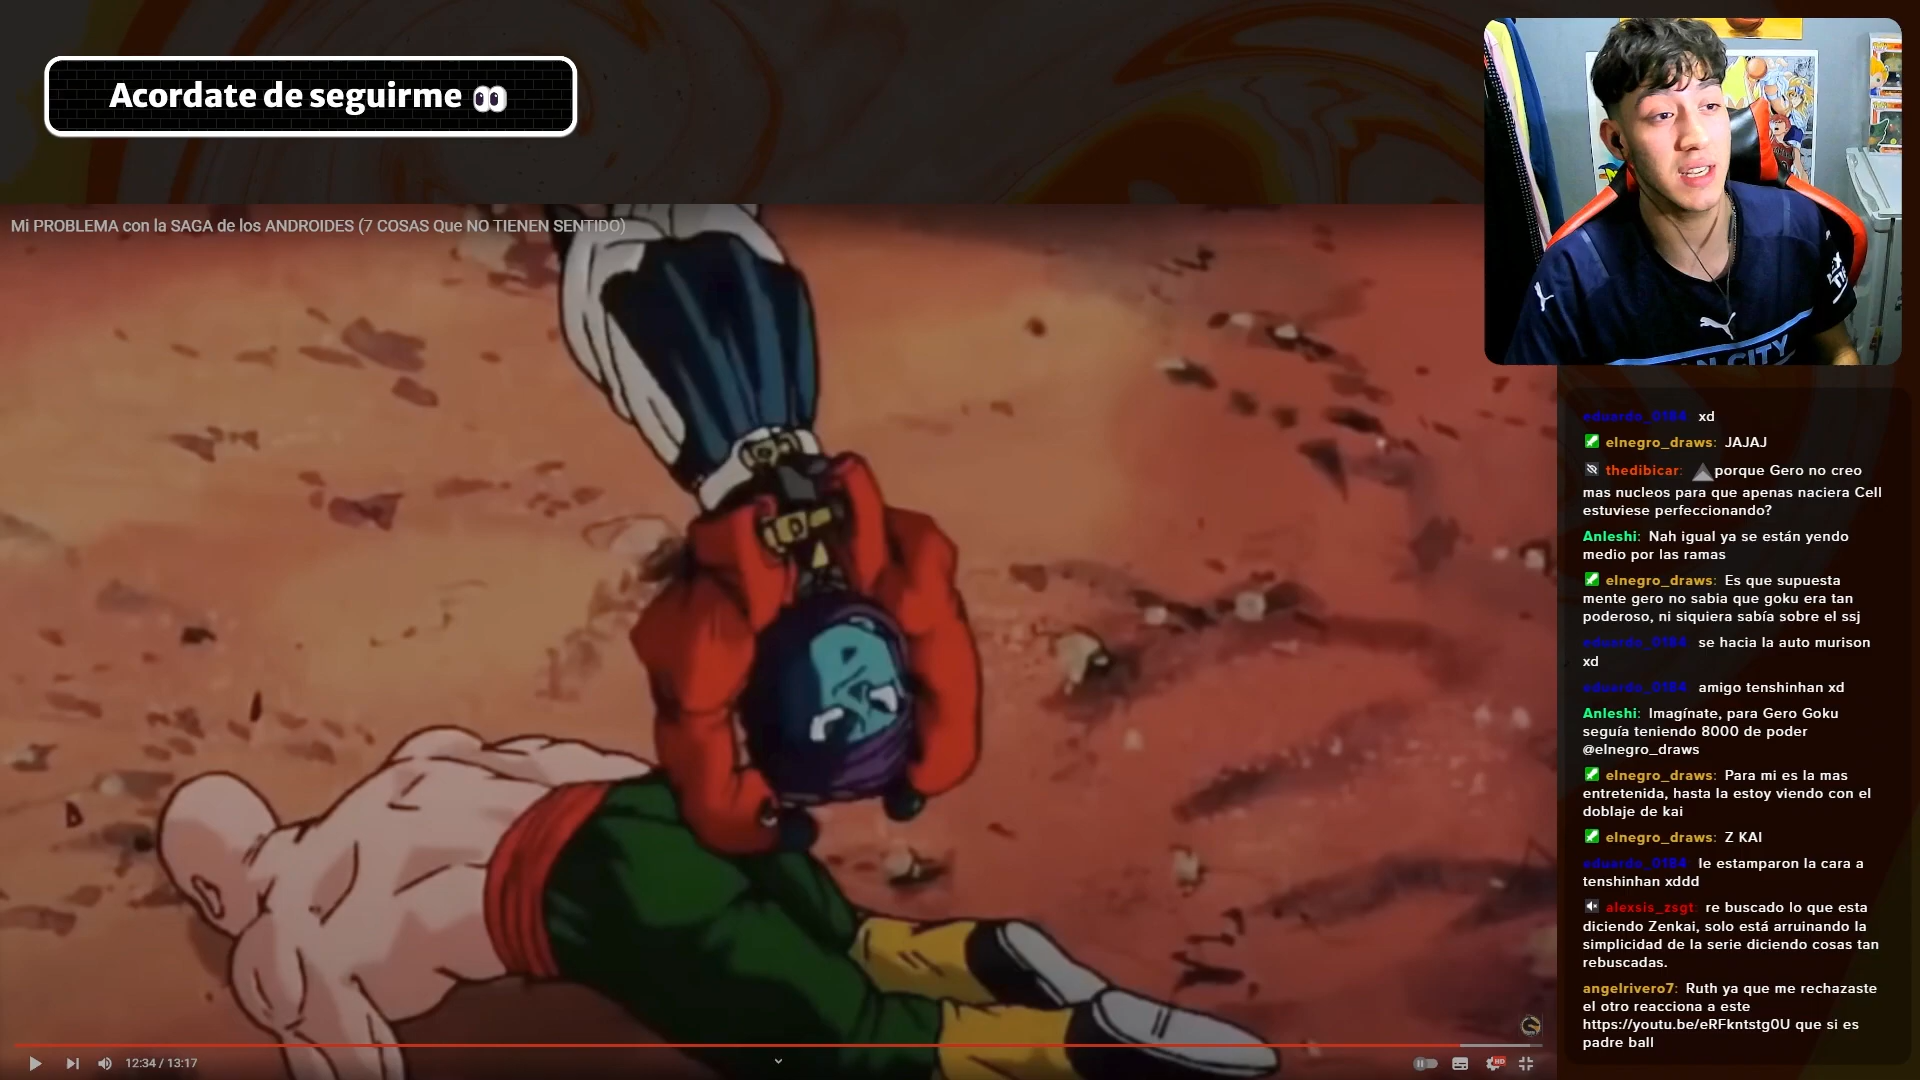 Acordate de seguirme 👀
Mi PROBLEMA con la SAGA de los ANDROIDES (7 COSAS Que NO TIENEN SENTIDO)
CITY
eduardo_0184 xd
elnegro_draws: JAJAJ
thedibicar: porque Gero no creo
mas nucleos para que apenas naciera Cell
estuviese perfeccionando?
Anleshi: Nah igual ya se están yendo
medio por las ramas
elnegro_draws: Es que supuesta
mente gero no sabia que goku era tan
poderoso, ni siquiera sabía sobre el ssj
eduardo_0184 se hacia la auto murison
xd
eduardo_0184 amigo tenshinhan xd
Anleshi: Imagínate, para Gero Goku
seguía teniendo 8000 de poder
@elnegro_draws
elnegro_draws: Para mi es la mas
entretenida, hasta la estoy viendo con el
doblaje de kai
elnegro_draws: Z KAI
eduardo_0184 le estamparon la cara a
tenshinhan xddd
alexsis_zsgt: re buscado lo que esta
diciendo Zenkai, solo está arruinando la
simplicidad de la serie diciendo cosas tan
rebuscadas.
angelrivero7: Ruth ya que me rechazaste
el otro reacciona a este
https://youtu.be/eRFkntstg0U que si es
padre ball
12:34 / 13:17
HD